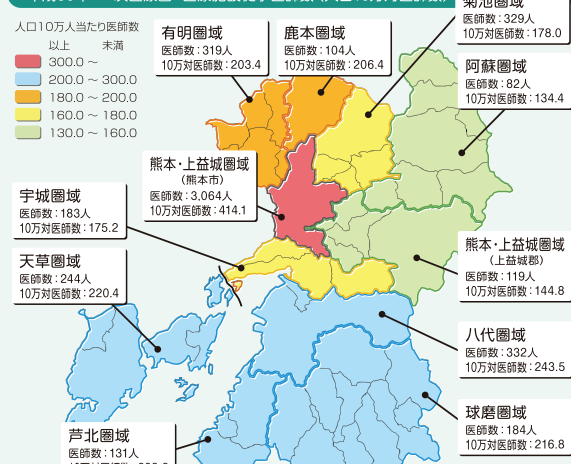 菊池圏域
医師数：329人
10万対医師数：178.0
人口10万人当たり医師数
以上　未満
300.0～
200.0～300.0
180.0～200.0
160.0～180.0
130.0～160.0
有明圏域
医師数：319人
10万対医師数：203.4
鹿本圏域
医師数：104人
10万対医師数：206.4
阿蘇圏域
医師数：82人
10万対医師数：134.4
熊本・上益城圏域
（熊本市）
医師数：3,064人
10万対医師数：414.1
宇城圏域
医師数：183人
10万対医師数：175.2
天草圏域
医師数：244人
10万対医師数：220.4
熊本・上益城圏域
（上益城郡）
医師数：119人
10万対医師数：144.8
八代圏域
医師数：332人
10万対医師数：243.5
球磨圏域
医師数：184人
10万対医師数：216.8
芦北圏域
医師数：131人